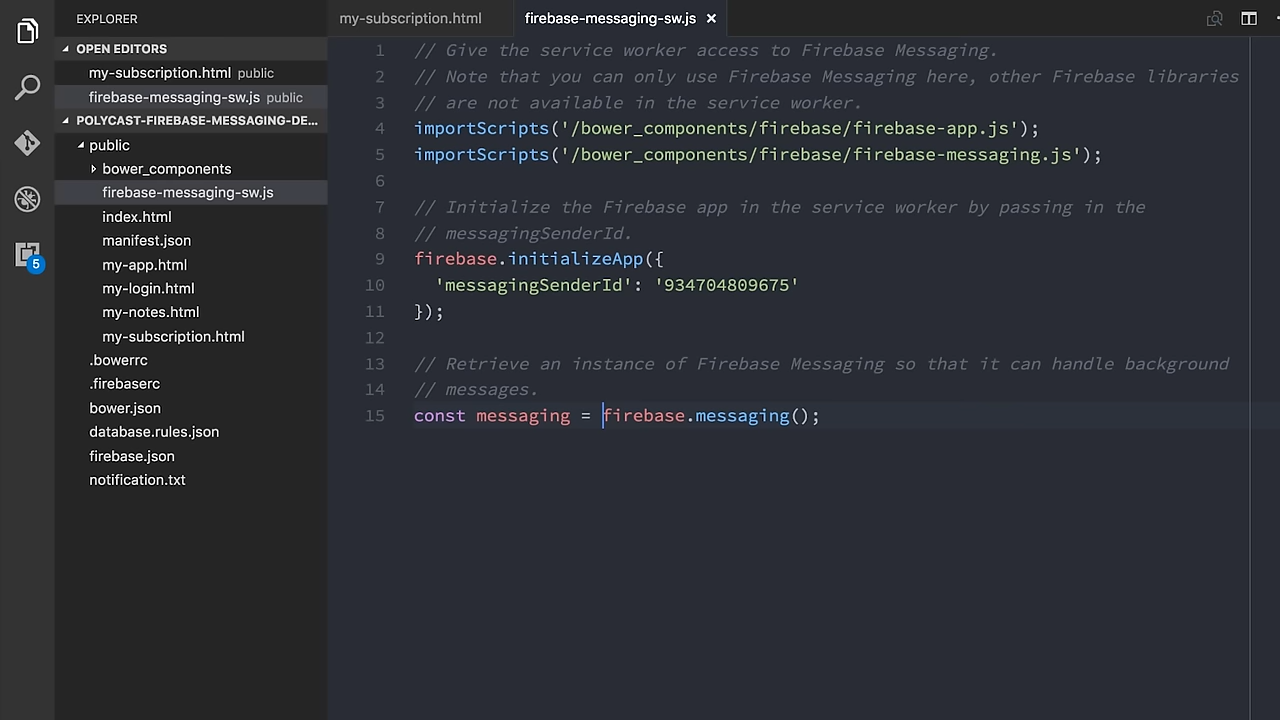 EXPLORER
OPEN EDITORS
my-subscription.html public
firebase-messaging-sw.js public
POLYCAST-FIREBASE-MESSAGING-DE...
public
bower_components
firebase-messaging-sw.js
index.html
manifest.json
my-app.html
my-login.html
my-notes.html
my-subscription.html
.bowerrc
.firebaserc
bower.json
database.rules.json
firebase.json
notification.txt
5
my-subscription.html firebase-messaging-sw.js ×
1 // Give the service worker access to Firebase Messaging.
2 // Note that you can only use Firebase Messaging here, other Firebase libraries
3 // are not available in the service worker.
4 importScripts('/bower_components/firebase/firebase-app.js');
5 importScripts('/bower_components/firebase/firebase-messaging.js');
6
7 // Initialize the Firebase app in the service worker by passing in the
8 // messagingSenderId.
9 firebase.initializeApp({
10 'messagingSenderId': '934704809675'
11 });
12
13 // Retrieve an instance of Firebase Messaging so that it can handle background
14 // messages.
15 const messaging = firebase.messaging();